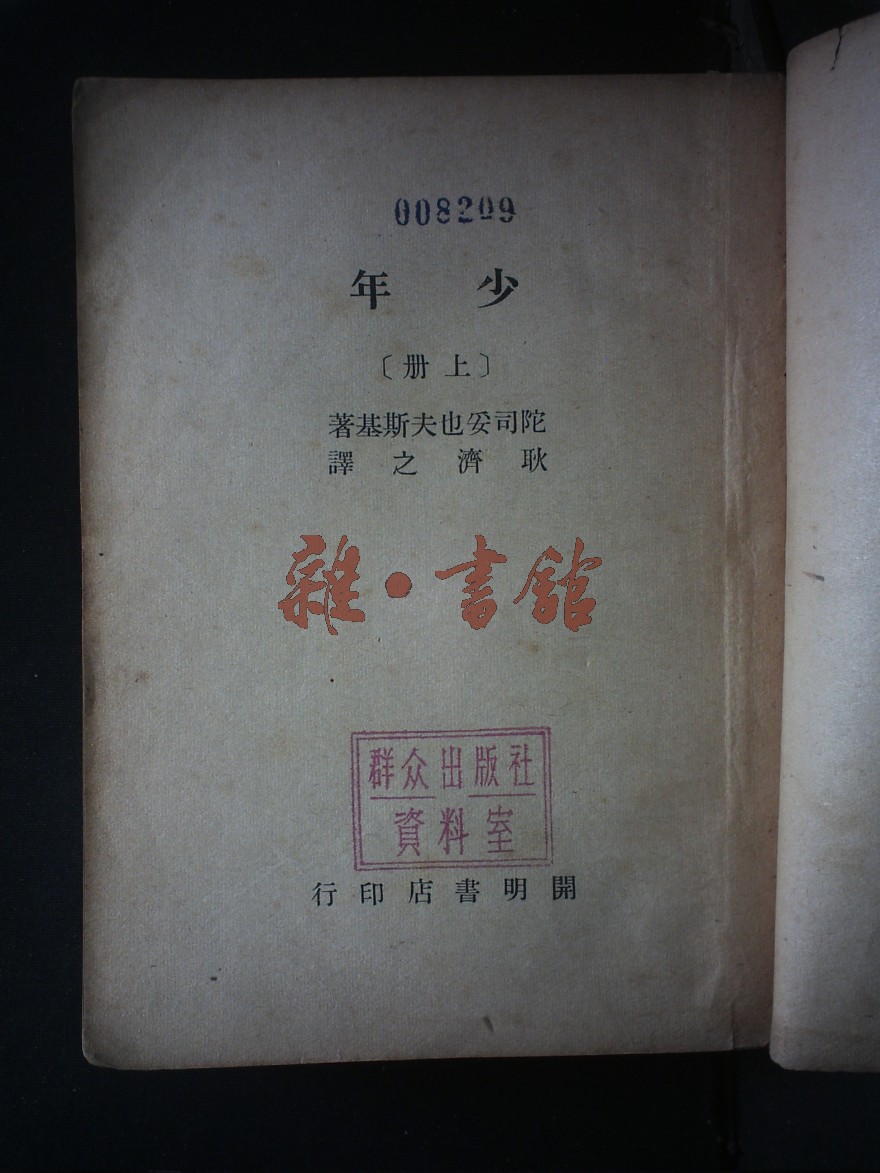 008209
少年
〔上册〕
陀司妥也夫斯基著
耿濟之譯
雜·書館
群众出版社
資料室
開明書店印行